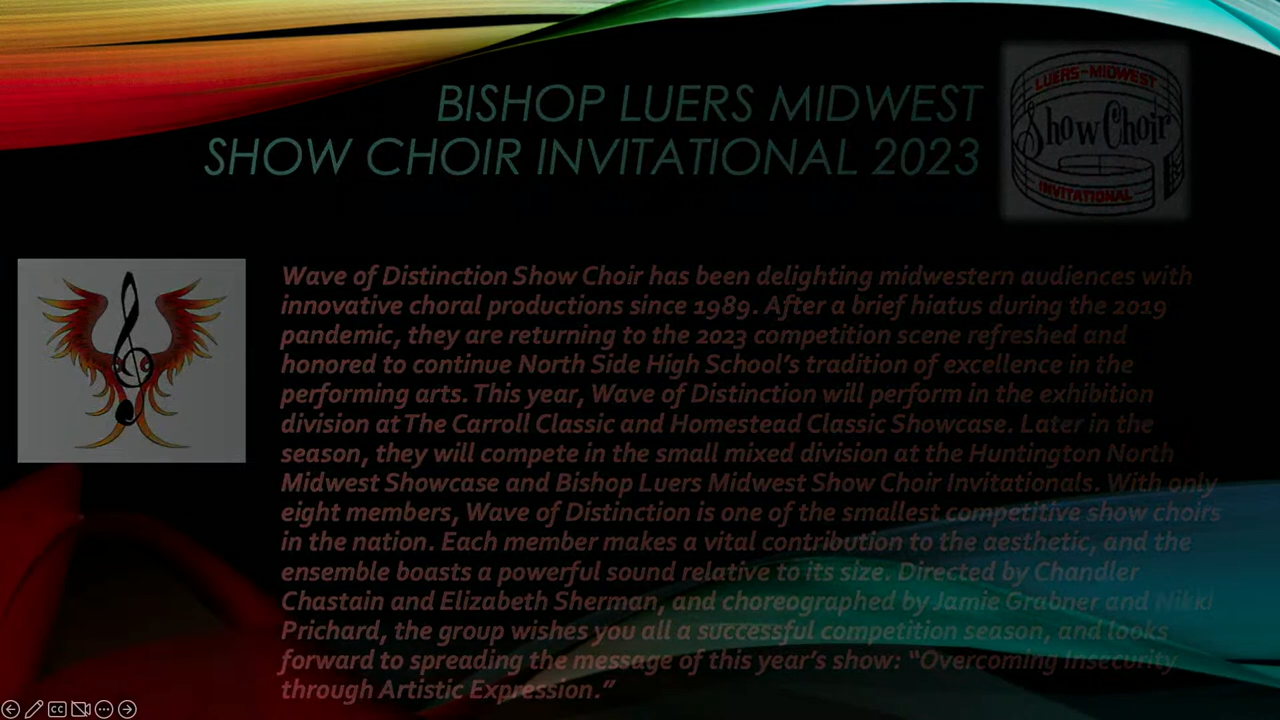 BISHOP LUERS MIDWEST
SHOW CHOIR INVITATIONAL 2023
LUERS-MIDWEST
Show Choir
INVITATIONAL
Wave of Distinction Show Choir has been delighting midwestern audiences with
innovative choral productions since 1989. After a brief hiatus during the 2019
pandemic, they are returning to the 2023 competition scene refreshed and
honored to continue North Side High School's tradition of excellence in the
performing arts. This year, Wave of Distinction will perform in the exhibition
division at The Carroll Classic and Homestead Classic Showcase. Later in the
season, they will compete in the small mixed division at the Huntington North
Midwest Showcase and Bishop Luers Midwest Show Choir Invitationals. With only
eight members, Wave of Distinction is one of the smallest competitive show choirs
in the nation. Each member makes a vital contribution to the aesthetic, and the
ensemble boasts a powerful sound relative to its size. Directed by Chandler
Chastain and Elizabeth Sherman, and choreographed by Jamie Grabner and Nikki
Prichard, the group wishes you all a successful competition season, and looks
forward to spreading the message of this year's show: “Overcoming Insecurity
through Artistic Expression.”
CC